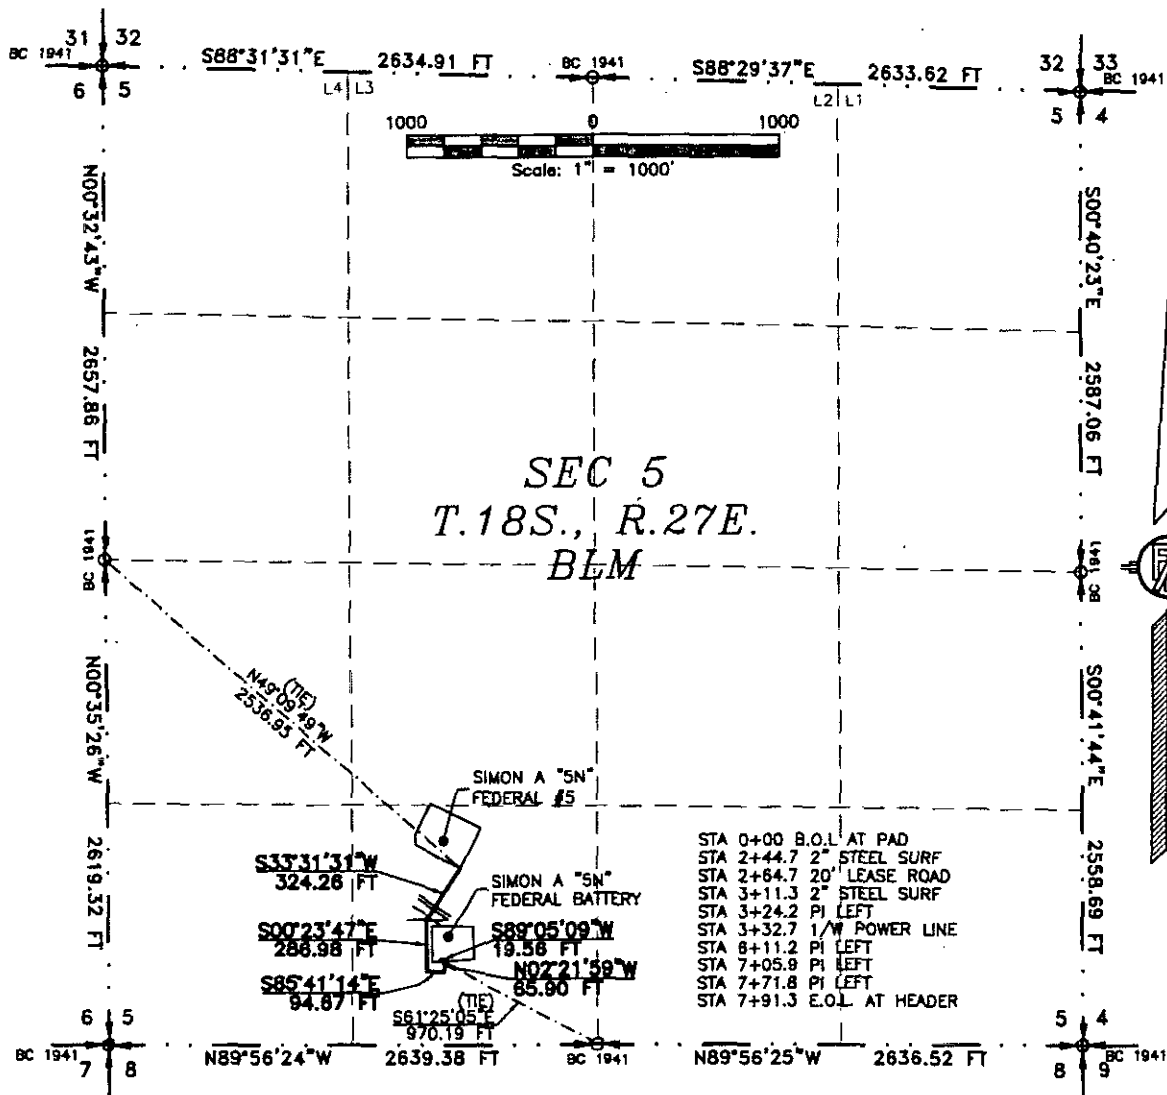 31 32
BC 1941
6 5
S88°31'31"E 2634.91 FT
BC 1941
S88°29'37"E 2633.62 FT
32 33
BC 1941
5 4
L4 L3
L2 L1
1000 0 1000
Scale: 1" = 1000'
N00°32'43"W 2657.86 FT
S00°40'23"E 2587.06 FT
SEC 5
T.18S., R.27E.
BLM
BC 1941
BC 1941
N00°35'26"W 2619.32 FT
S00°41'44"E 2558.69 FT
(TIE)
N49°09'49"W
2536.95 FT
SIMON A "5N"
FEDERAL #5
S33°31'31"W
324.26 FT
SIMON A "5N"
FEDERAL BATTERY
S00°23'47"E
286.98 FT
S89°05'09"W
19.56 FT
N02°21'59"W
65.90 FT
S85°41'14"E
94.67 FT
(TIE)
S61°25'05"E
970.19 FT
STA 0+00 B.O.L AT PAD
STA 2+44.7 2" STEEL SURF
STA 2+64.7 20' LEASE ROAD
STA 3+11.3 2" STEEL SURF
STA 3+24.2 PI LEFT
STA 3+32.7 1/W POWER LINE
STA 6+11.2 PI LEFT
STA 7+05.9 PI LEFT
STA 7+71.8 PI LEFT
STA 7+91.3 E.O.L AT HEADER
6 5
BC 1941
7 8
N89°56'24"W 2639.38 FT
BC 1941
N89°56'25"W 2636.52 FT
5 4
BC 1941
8 9